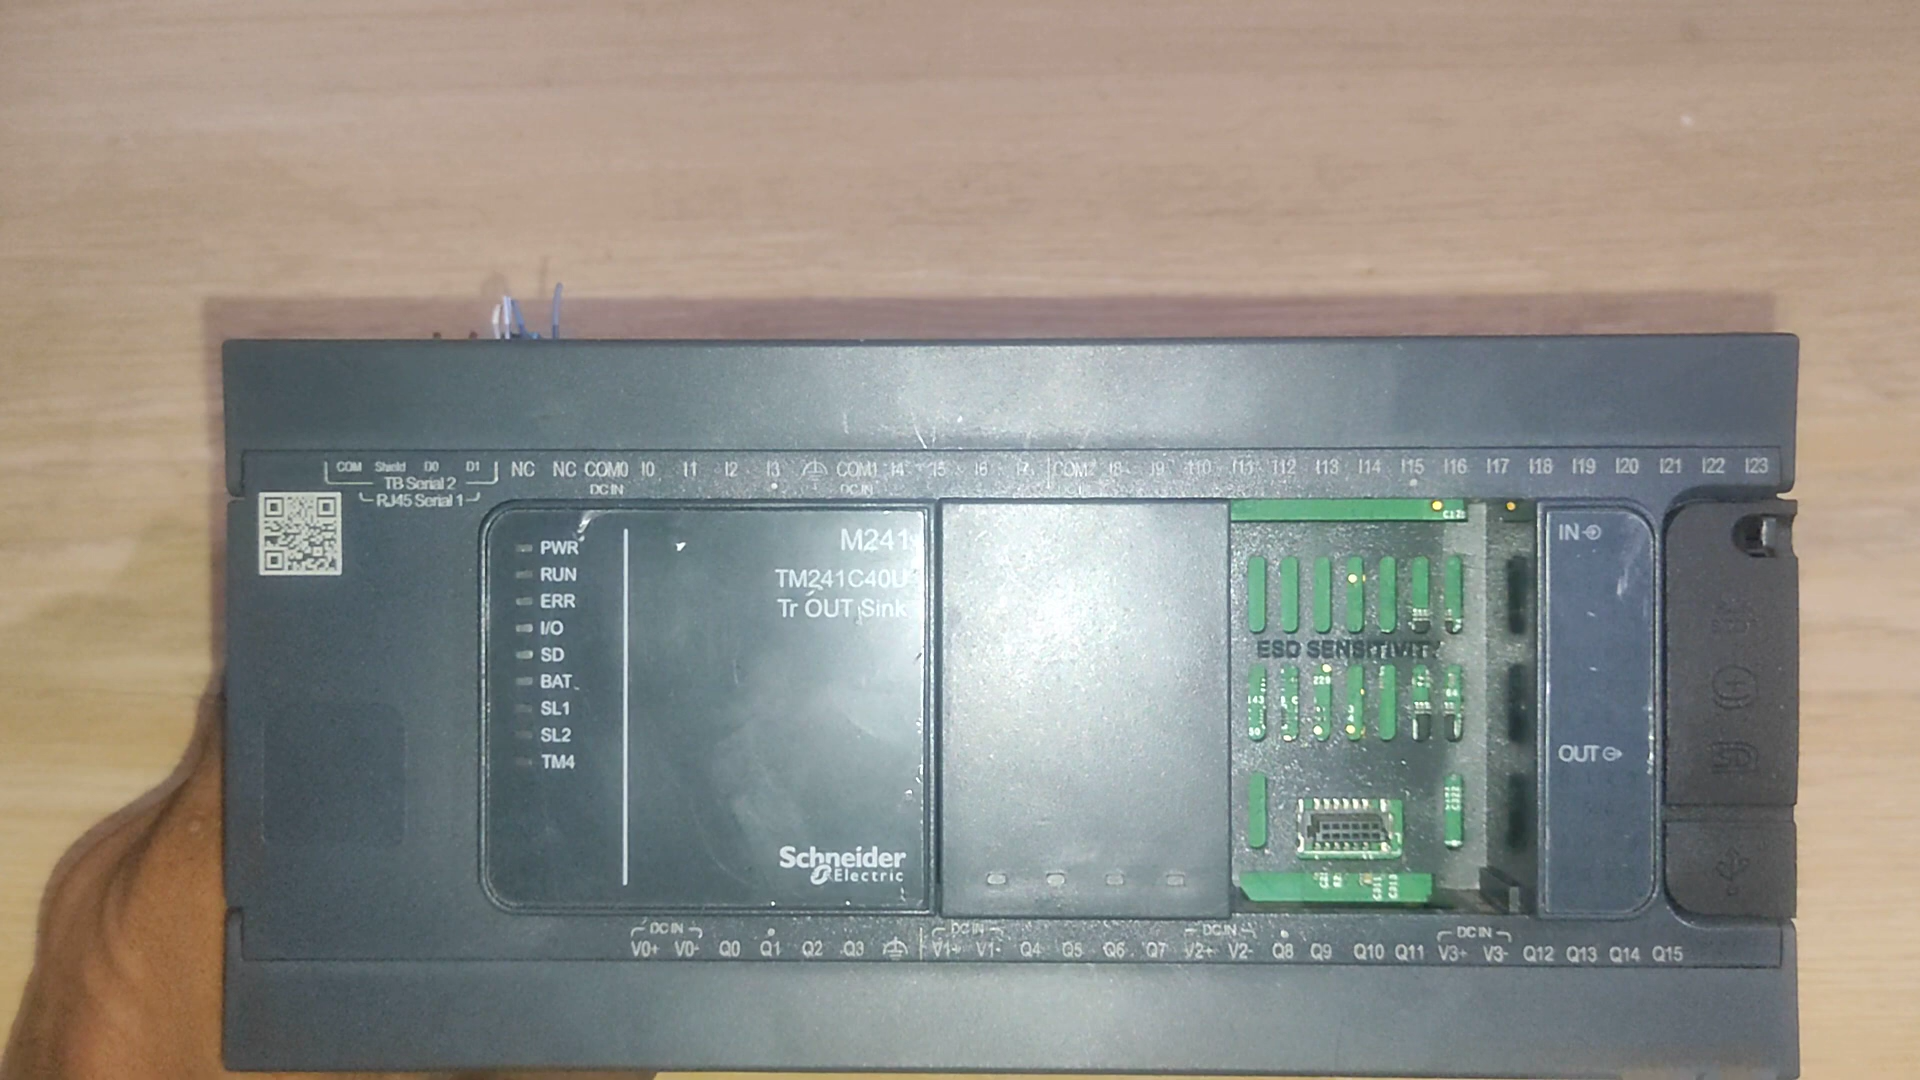 COM Shield D0 D1 NC NC COM0 I0 I1 I2 I3 COM1 I4 I5 I6 I7 COM2 I8 I9 I10 I11 I12 I13 I14 I15 I16 I17 I18 I19 I20 I21 I22 I23
TB Serial 2
DC IN DC IN
RJ45 Serial 1
PWR
RUN
ERR
I/O
SD
BAT
SL1
SL2
TM4
M241
TM241C40U
Tr OUT Sink
Schneider
Electric
ESD SENSITIVITY
IN
OUT
SD
DC IN DC IN DC IN DC IN
V0+ V0- Q0 Q1 Q2 Q3 V1+ V1- Q4 Q5 Q6 Q7 V2+ V2- Q8 Q9 Q10 Q11 V3+ V3- Q12 Q13 Q14 Q15